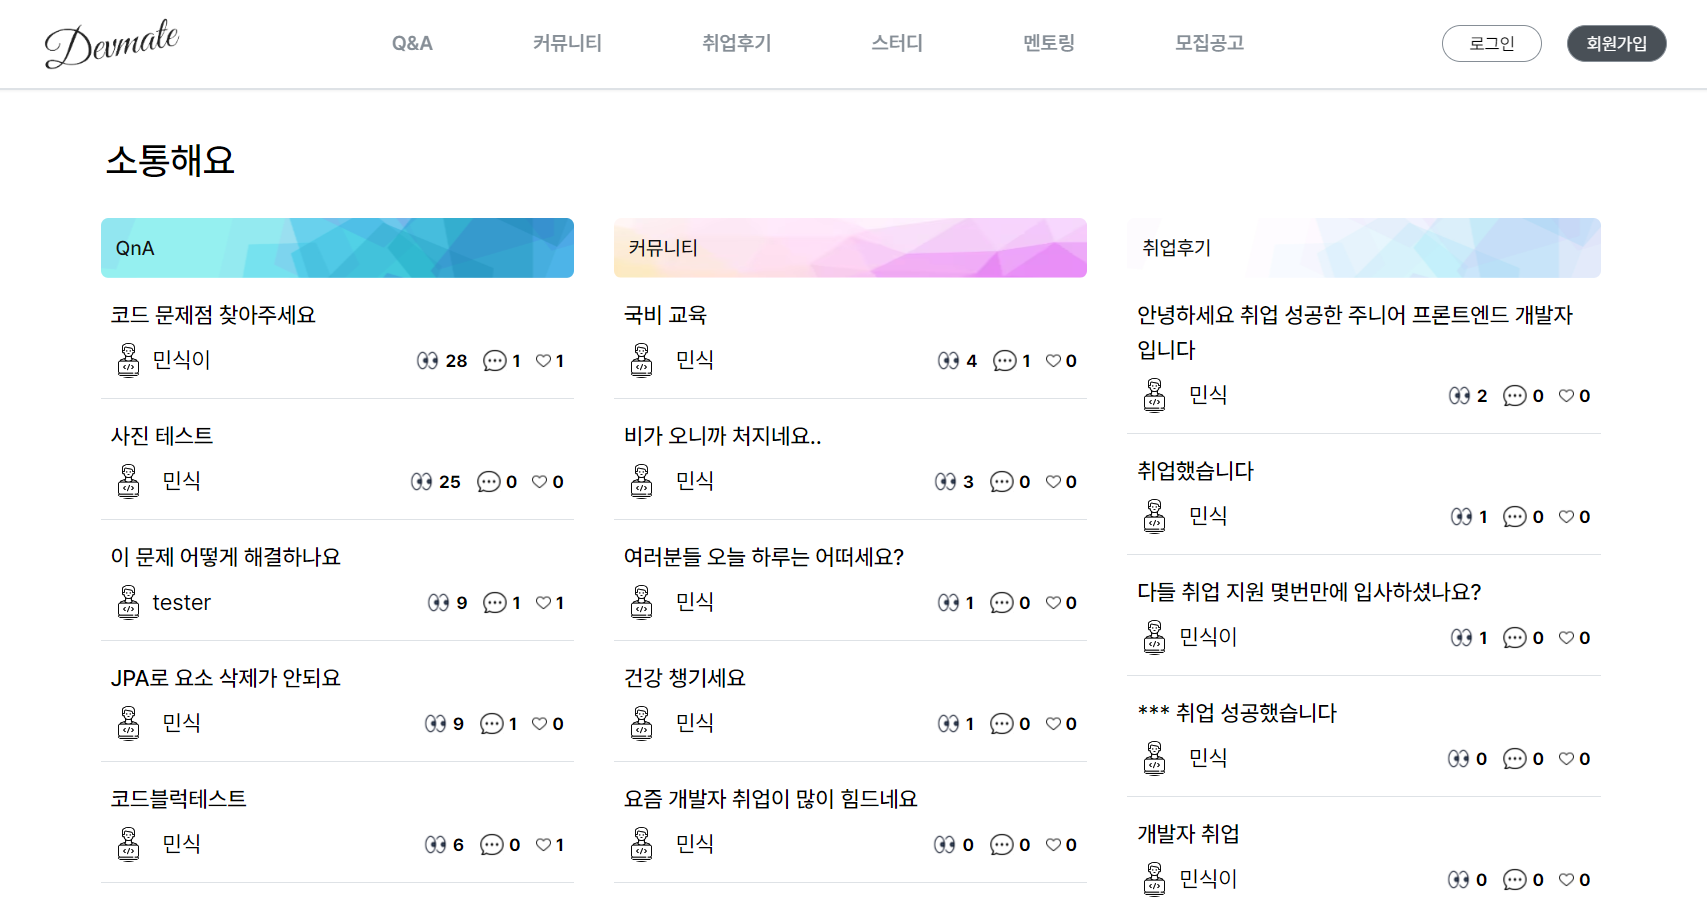 Devmate
Q&A 커뮤니티 취업후기 스터디 멘토링 모집공고
로그인 회원가입
소통해요
QnA
코드 문제점 찾아주세요
민식이 28 1 1
사진 테스트
민식 25 0 0
이 문제 어떻게 해결하나요
tester 9 1 1
JPA로 요소 삭제가 안되요
민식 9 1 0
코드블럭테스트
민식 6 0 1
커뮤니티
국비 교육
민식 4 1 0
비가 오니까 처지네요..
민식 3 0 0
여러분들 오늘 하루는 어떠세요?
민식 1 0 0
건강 챙기세요
민식 1 0 0
요즘 개발자 취업이 많이 힘드네요
민식 0 0 0
취업후기
안녕하세요 취업 성공한 주니어 프론트엔드 개발자
입니다
민식 2 0 0
취업했습니다
민식 1 0 0
다들 취업 지원 몇번만에 입사하셨나요?
민식이 1 0 0
*** 취업 성공했습니다
민식 0 0 0
개발자 취업
민식이 0 0 0